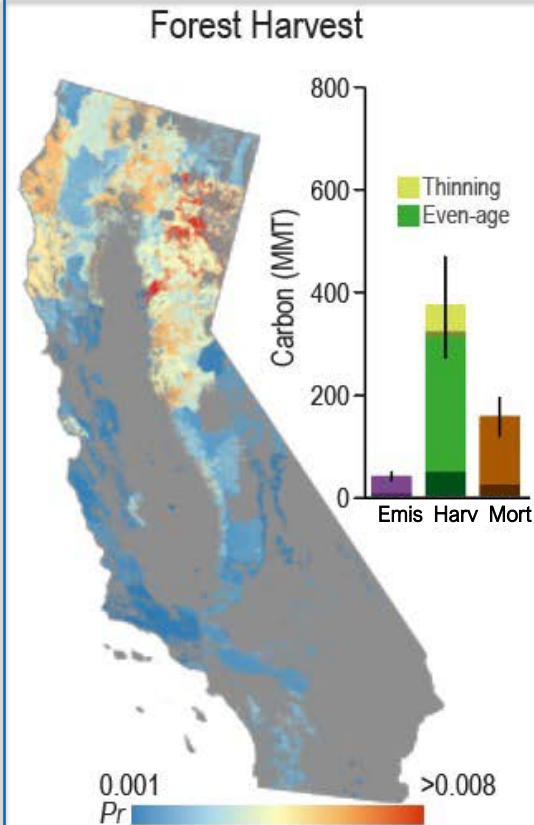 Forest Harvest
800
600
400
200
0
Carbon (MMT)
Thinning
Even-age
Emis Harv Mort
0.001
>0.008
Pr